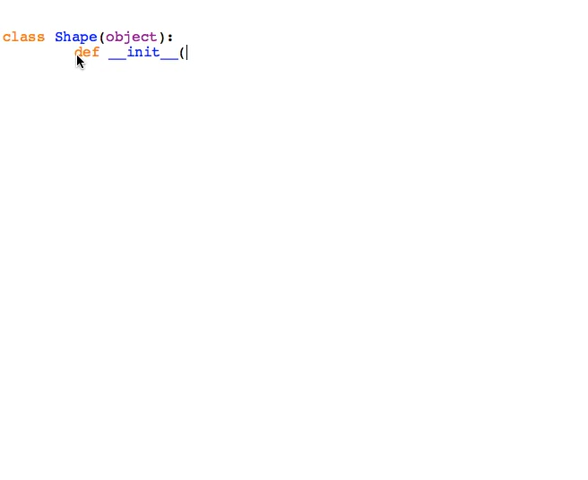 class Shape(object):
        def __init__(